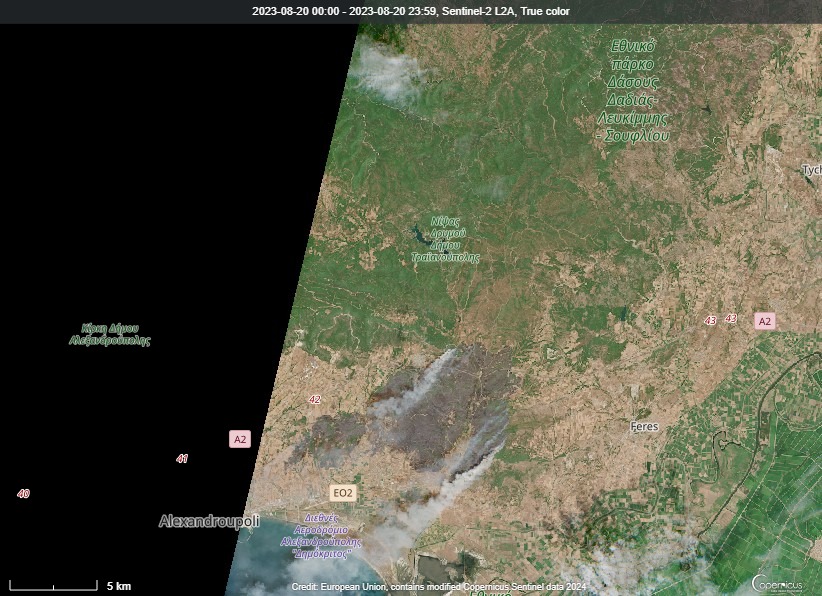 2023-08-20 00:00 - 2023-08-20 23:59, Sentinel-2 L2A, True color
Εθνικό
πάρκο
Δάσους
Δαδιάς-
Λευκίμμης
- Σουφλίου
Tych
Νίψας
Δρυμού
Δήμου
Τραϊανούπολης
43 43 A2
Κίρκη Δήμου
Αλεξανδρούπολης
42
Feres
A2
41
40
EO2
Alexandroupoli
Διεθνές
Αεροδρόμιο
Αλεξανδρούπολης
"Δημόκριτος"
5 km
Credit: European Union, contains modified Copernicus Sentinel data 2024
Copernicus